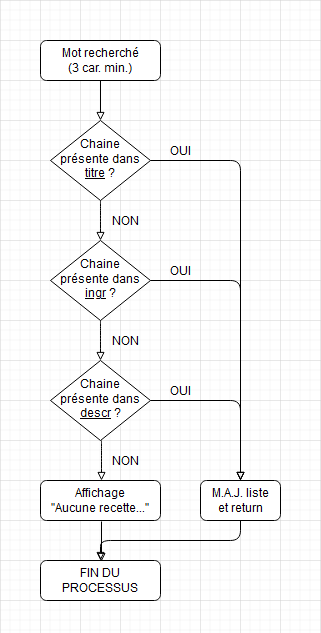 Mot recherché
(3 car. min.)
Chaine
présente dans
titre ?
OUI
NON
Chaine
présente dans
ingr ?
OUI
NON
Chaine
présente dans
descr ?
OUI
NON
Affichage
"Aucune recette..."
M.A.J. liste
et return
FIN DU
PROCESSUS